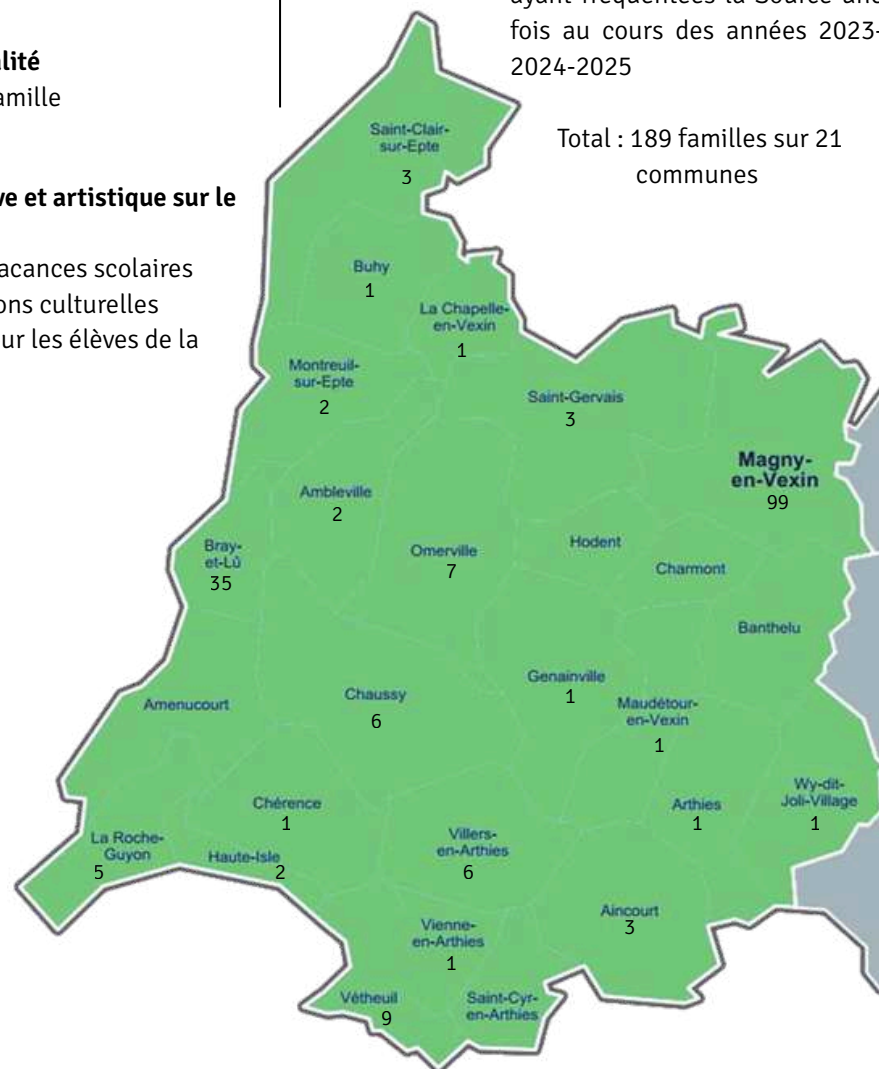 alité
amille
ve et artistique sur le
acances scolaires
ons culturelles
ur les élèves de la
fois au cours des années 2023-
2024-2025
Total : 189 familles sur 21
communes
Saint-Clair-
sur-Epte
3
Buhy
1
La Chapelle-
en-Vexin
1
Montreuil-
sur-Epte
2
Saint-Gervais
3
Magny-
en-Vexin
99
Ambleville
2
Bray-
et-Lû
35
Omerville
7
Hodent
Charmont
Banthelu
Genainville
1
Amenucourt
Chaussy
6
Maudétour-
en-Vexin
1
Chérence
1
Arthies
1
Wy-dit-
Joli-Village
1
La Roche-
Guyon
5
Haute-Isle
2
Villers-
en-Arthies
6
Aincourt
3
Vienne-
en-Arthies
1
Vétheuil
9
Saint-Cyr-
en-Arthies